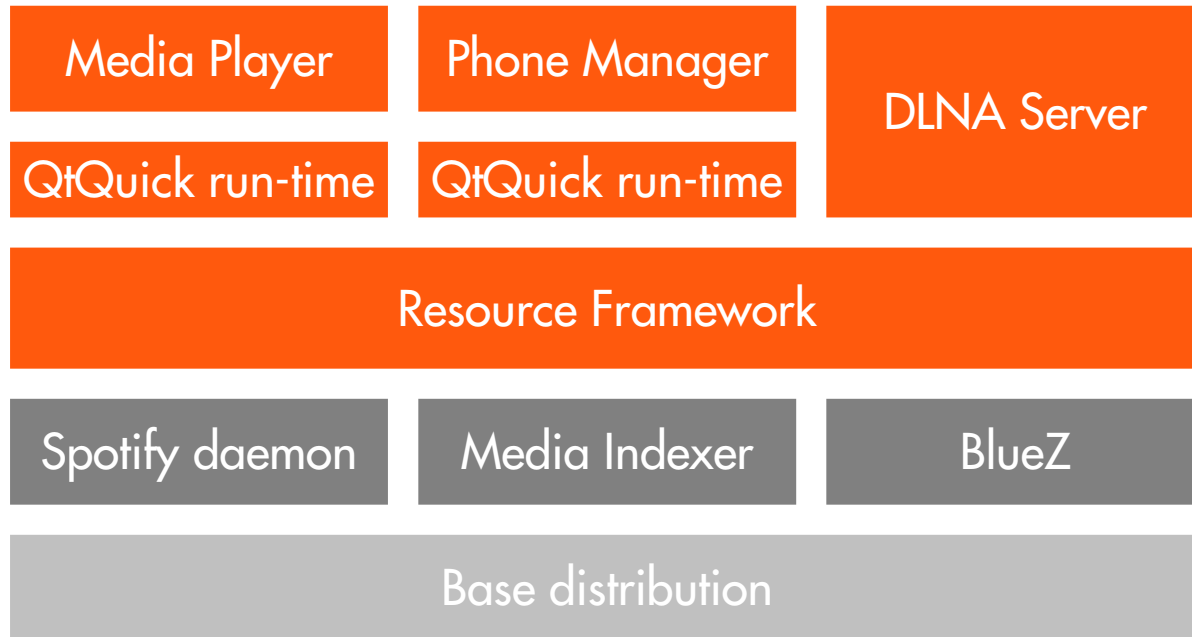 Media Player
Phone Manager
DLNA Server
QtQuick run-time
QtQuick run-time
Resource Framework
Spotify daemon
Media Indexer
BlueZ
Base distribution